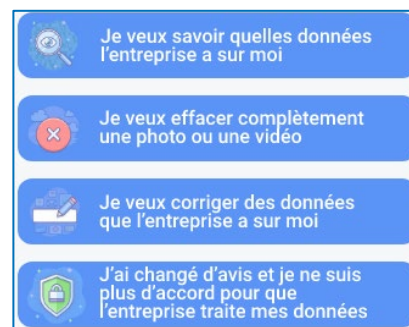 Je veux savoir quelles données
l'entreprise a sur moi
Je veux effacer complètement
une photo ou une vidéo
Je veux corriger des données
que l'entreprise a sur moi
J'ai changé d'avis et je ne suis
plus d'accord pour que
l'entreprise traite mes données